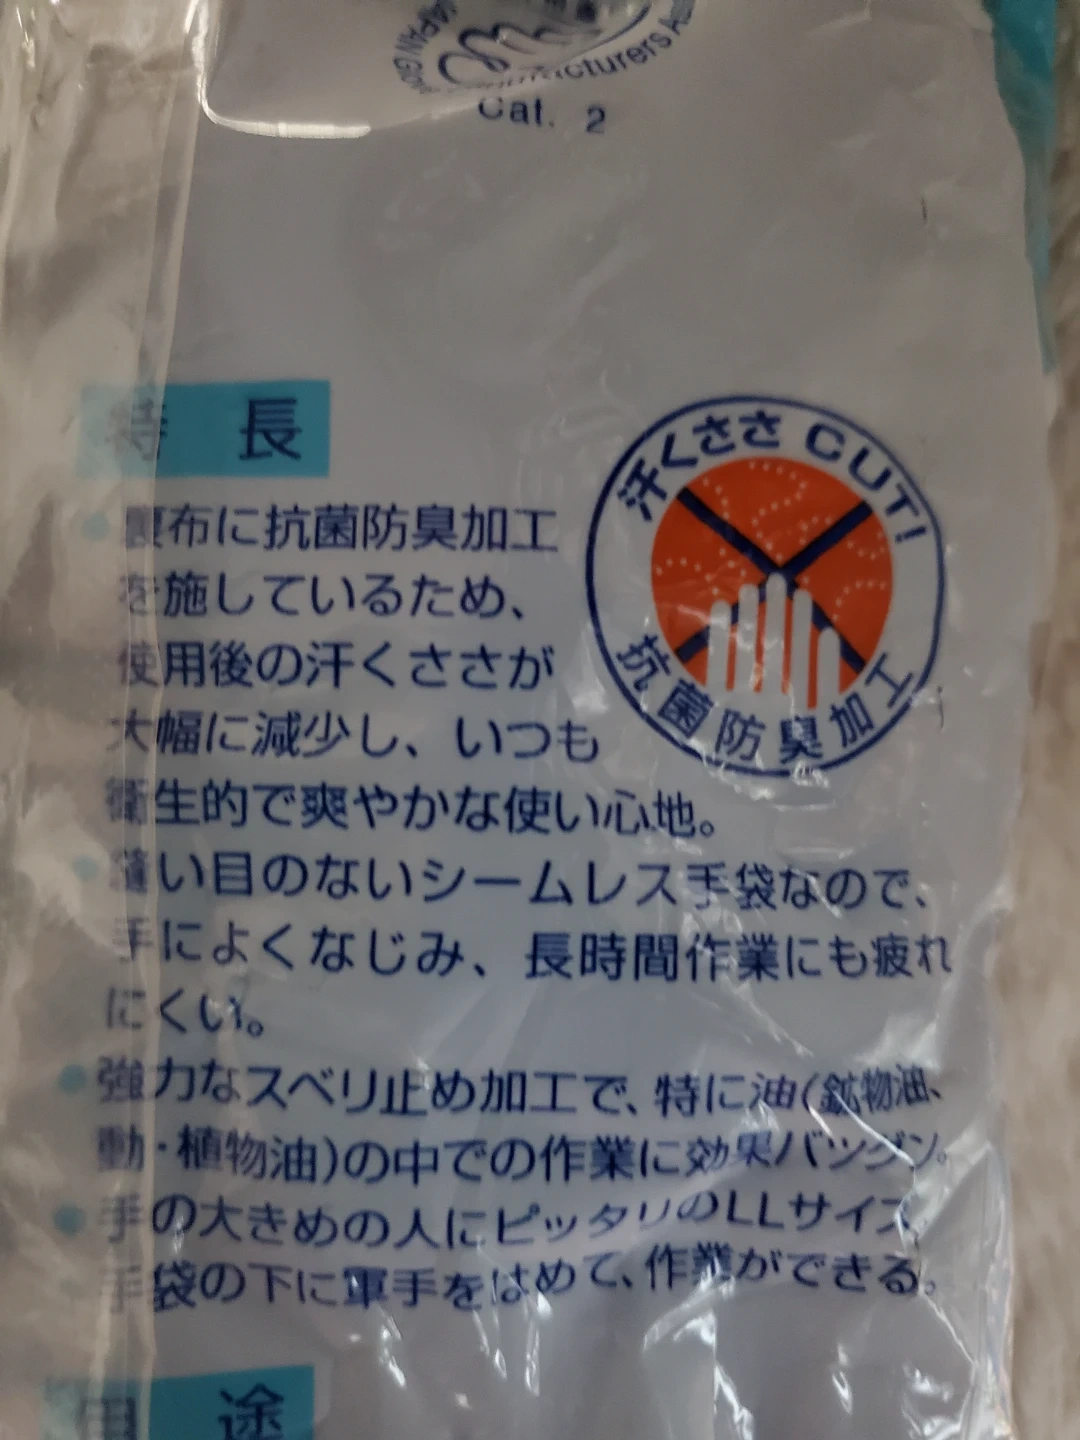 JAPAN GLOVE Manufacturers Ass
Cat. 2
特長
汗くささ CUT!
抗菌防臭加工
裏布に抗菌防臭加工
を施しているため、
使用後の汗くささが
大幅に減少し、いつも
衛生的で爽やかな使い心地。
縫い目のないシームレス手袋なので、
手によくなじみ、長時間作業にも疲れ
にくい。
強力なスベリ止め加工で、特に油(鉱物油、
動・植物油)の中での作業に効果バツグン。
手の大きめの人にピッタリのLLサイズ。
手袋の下に軍手をはめて、作業ができる。
用途